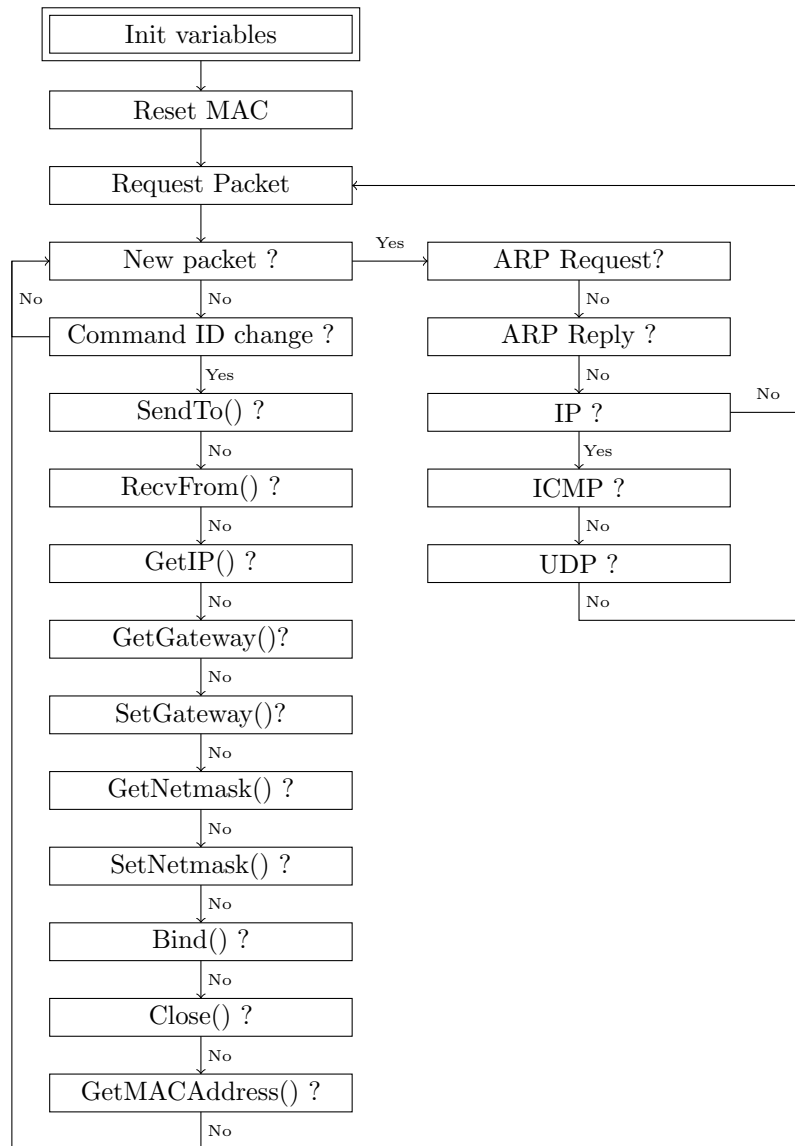 Init variables
Reset MAC
Request Packet
New packet ?
Yes
ARP Request?
No
No
No
Command ID change ?
ARP Reply ?
Yes
No
SendTo() ?
IP ?
No
No
Yes
RecvFrom() ?
ICMP ?
No
No
GetIP() ?
UDP ?
No
No
GetGateway()?
No
SetGateway()?
No
GetNetmask() ?
No
SetNetmask() ?
No
Bind() ?
No
Close() ?
No
GetMACAddress() ?
No